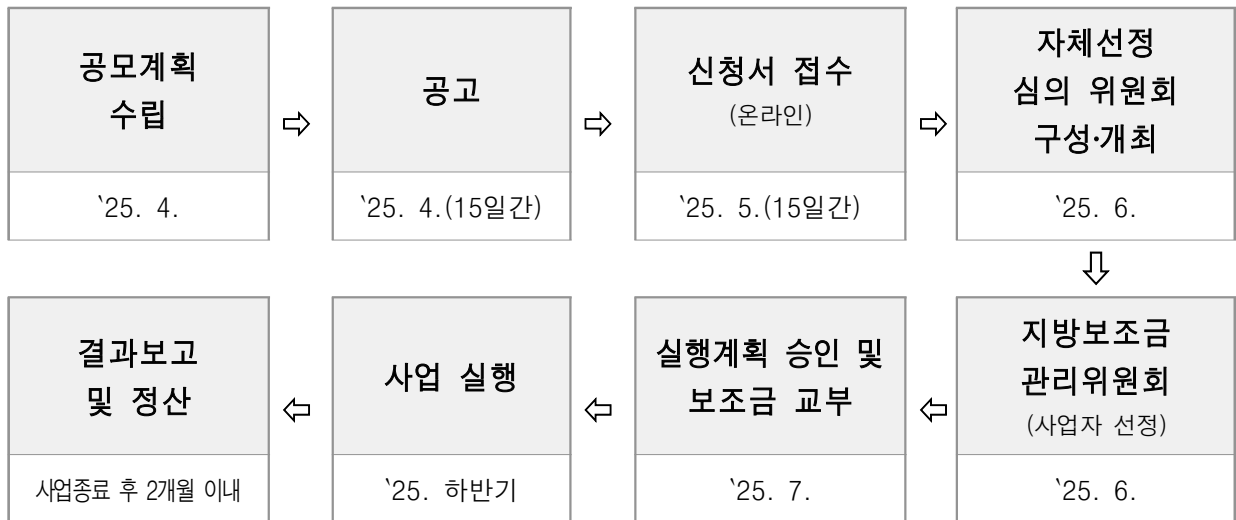 공모계획
수립
⇨
공고
⇨
신청서 접수
(온라인)
⇨
자체선정
심의 위원회
구성·개최
`25. 4.
`25. 4.(15일간)
`25. 5.(15일간)
`25. 6.
⇩
지방보조금
관리위원회
(사업자 선정)
⇦
실행계획 승인 및
보조금 교부
⇦
사업 실행
⇦
결과보고
및 정산
`25. 6.
`25. 7.
`25. 하반기
사업종료 후 2개월 이내